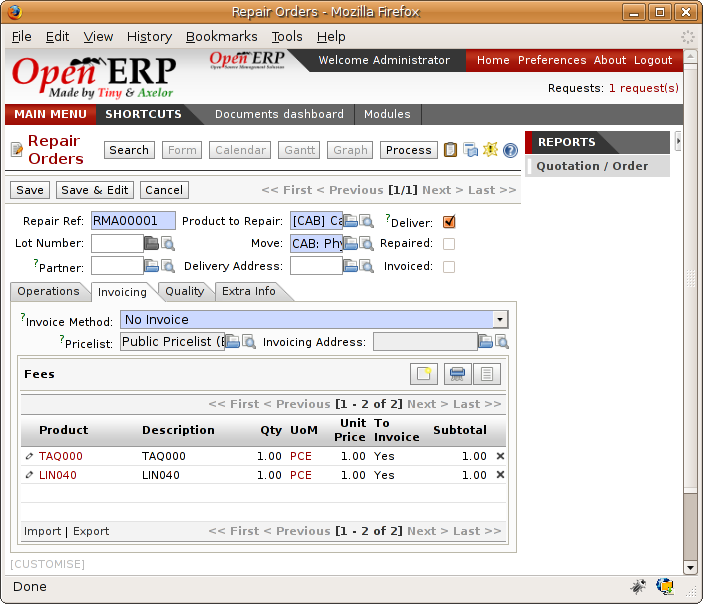 Repair Orders - Mozilla Firefox
File Edit View History Bookmarks Tools Help
Open ERP
Made by Tiny & Axelor
Open ERP
Open Source Management Solution
Welcome Administrator
Home Preferences About Logout
Requests: 1 request(s)
MAIN MENU SHORTCUTS Documents dashboard Modules
Repair Orders
Search Form Calendar Gantt Graph Process
REPORTS
Quotation / Order
Save Save & Edit Cancel << First < Previous [1/1] Next > Last >>
Repair Ref: RMA00001 Product to Repair: [CAB] Ca ?Deliver:
Lot Number: Move: CAB: Phy Repaired:
?Partner: Delivery Address: Invoiced:
Operations Invoicing Quality Extra Info
?Invoice Method: No Invoice
?Pricelist: Public Pricelist (E Invoicing Address:
Fees
<< First < Previous [1 - 2 of 2] Next > Last >>
Product Description Qty UoM Unit Price To Invoice Subtotal
TAQ000 TAQ000 1.00 PCE 1.00 Yes 1.00
LIN040 LIN040 1.00 PCE 1.00 Yes 1.00
Import | Export << First < Previous [1 - 2 of 2] Next > Last >>
[CUSTOMISE]
Done